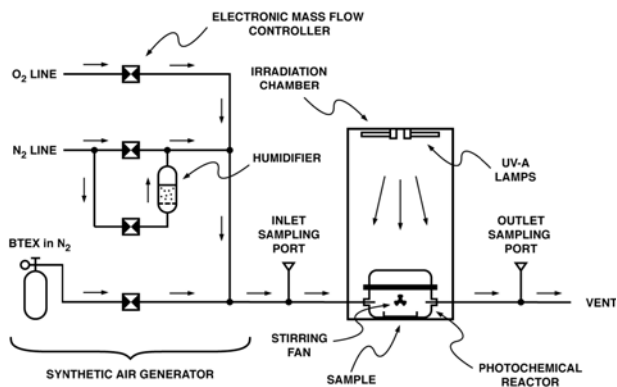 ELECTRONIC MASS FLOW
CONTROLLER
O₂ LINE
IRRADIATION
CHAMBER
N₂ LINE
HUMIDIFIER
UV-A
LAMPS
BTEX in N₂
INLET
SAMPLING
PORT
OUTLET
SAMPLING
PORT
VENT
STIRRING
FAN
SAMPLE
PHOTOCHEMICAL
REACTOR
SYNTHETIC AIR GENERATOR